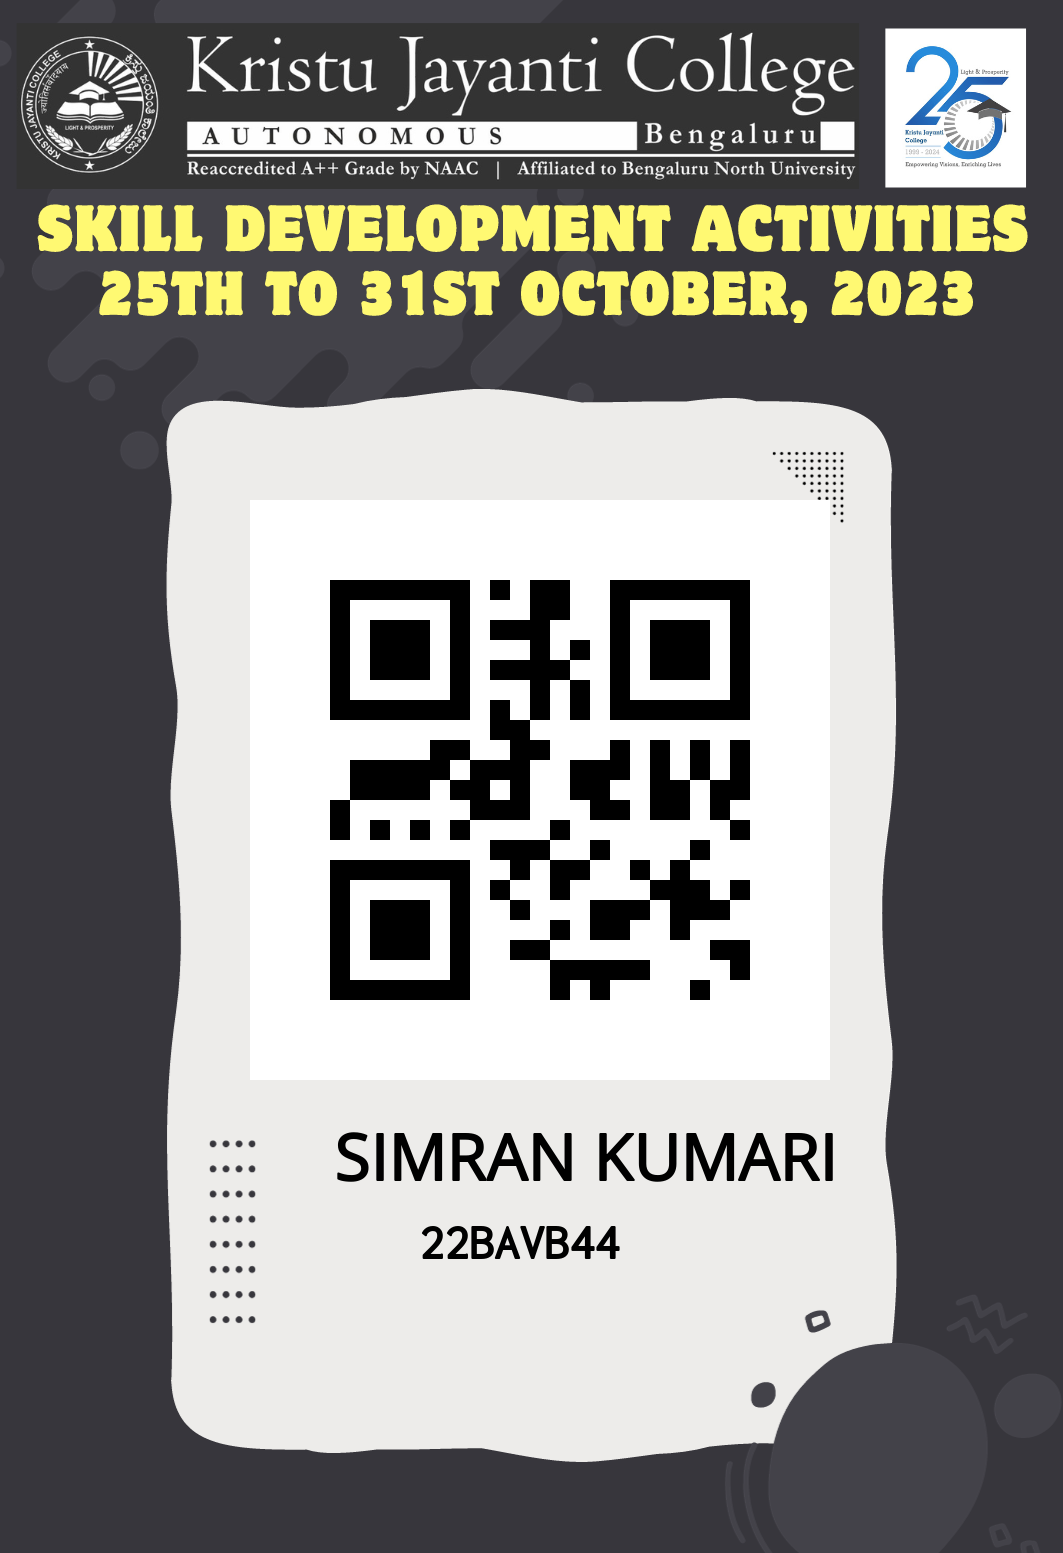 Kristu Jayanti College
AUTONOMOUS Bengaluru
Reaccredited A++ Grade by NAAC | Affiliated to Bengaluru North University
KRISTU JAYANTI COLLEGE
LIGHT & PROSPERITY
25
Light & Prosperity
Kristu Jayanti
College
1999 - 2024
Empowering Visions, Enriching Lives
SKILL DEVELOPMENT ACTIVITIES
25TH TO 31ST OCTOBER, 2023
SIMRAN KUMARI
22BAVB44